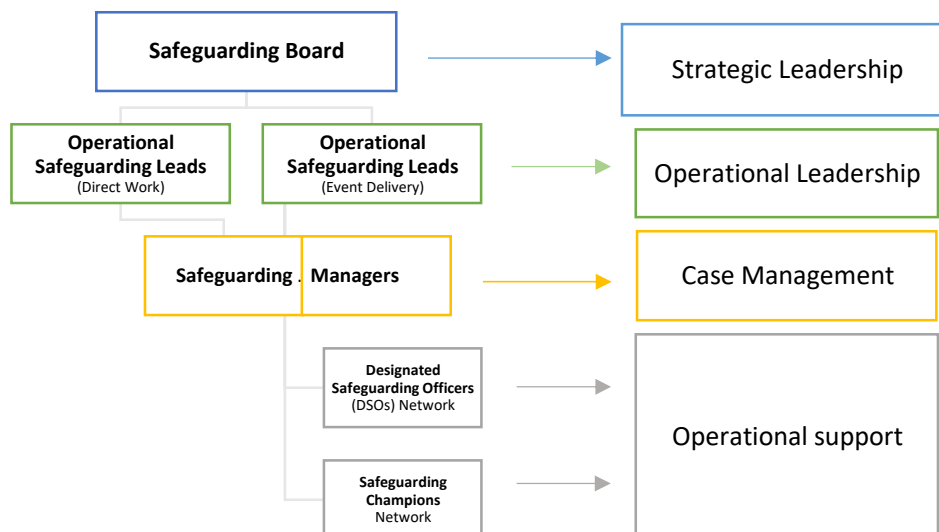 Safeguarding Board
Strategic Leadership
Operational
Safeguarding Leads
(Direct Work)
Operational
Safeguarding Leads
(Event Delivery)
Operational Leadership
Safeguarding .
Managers
Case Management
Designated
Safeguarding Officers
(DSOs) Network
Safeguarding
Champions
Network
Operational support